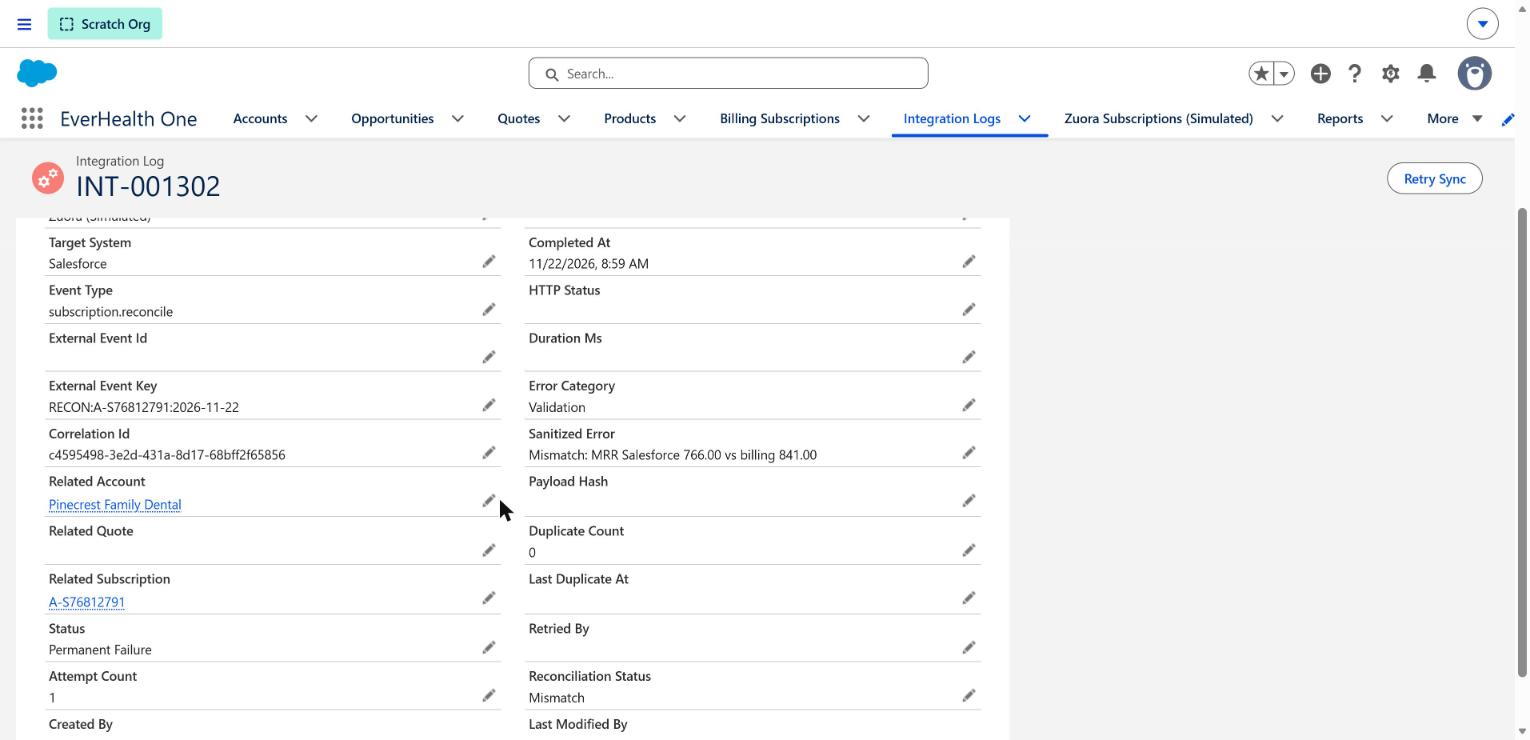 Scratch Org
Search...
EverHealth One
Accounts
Opportunities
Quotes
Products
Billing Subscriptions
Integration Logs
Zuora Subscriptions (Simulated)
Reports
More
Integration Log
INT-001302
Retry Sync
Zuora (Simulated)
Target System
Salesforce
Completed At
11/22/2026, 8:59 AM
Event Type
subscription.reconcile
HTTP Status
External Event Id
Duration Ms
External Event Key
RECON:A-S76812791:2026-11-22
Error Category
Validation
Correlation Id
c4595498-3e2d-431a-8d17-68bff2f65856
Sanitized Error
Mismatch: MRR Salesforce 766.00 vs billing 841.00
Related Account
Pinecrest Family Dental
Payload Hash
Related Quote
Duplicate Count
0
Related Subscription
A-S76812791
Last Duplicate At
Status
Permanent Failure
Retried By
Attempt Count
1
Reconciliation Status
Mismatch
Created By
Last Modified By